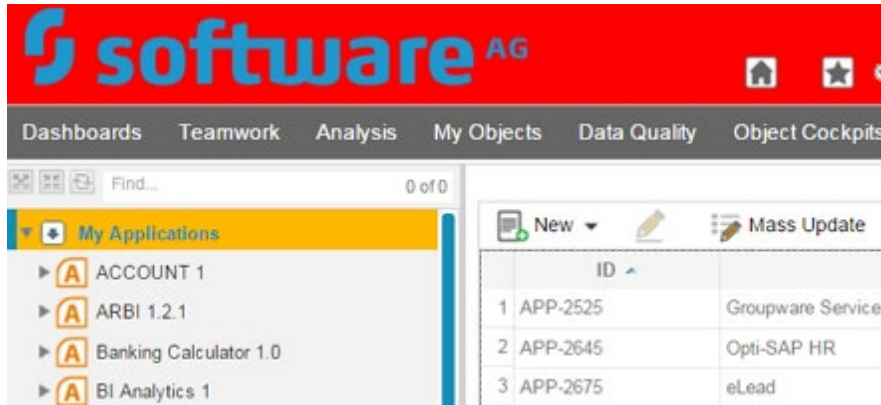 software AG
Dashboards Teamwork Analysis My Objects Data Quality Object Cockpits
Find... 0 of 0
My Applications
ACCOUNT 1
ARBI 1.2.1
Banking Calculator 1.0
BI Analytics 1
New Mass Update
ID
1 APP-2525 Groupware Service
2 APP-2645 Opti-SAP HR
3 APP-2675 eLead